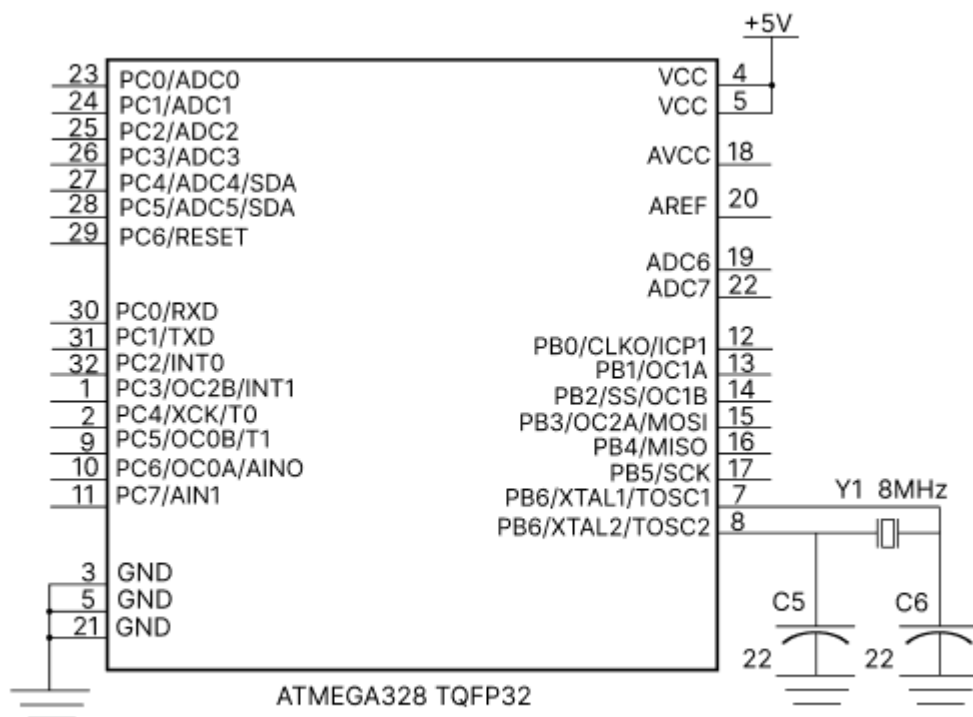 +5V
23 PC0/ADC0
24 PC1/ADC1
25 PC2/ADC2
26 PC3/ADC3
27 PC4/ADC4/SDA
28 PC5/ADC5/SDA
29 PC6/RESET
30 PC0/RXD
31 PC1/TXD
32 PC2/INT0
1 PC3/OC2B/INT1
2 PC4/XCK/T0
9 PC5/OC0B/T1
10 PC6/OC0A/AINO
11 PC7/AIN1
3 GND
5 GND
21 GND
VCC 4
VCC 5
AVCC 18
AREF 20
ADC6 19
ADC7 22
PB0/CLKO/ICP1 12
PB1/OC1A 13
PB2/SS/OC1B 14
PB3/OC2A/MOSI 15
PB4/MISO 16
PB5/SCK 17
PB6/XTAL1/TOSC1 7
PB6/XTAL2/TOSC2 8
Y1 8MHz
C5
22
C6
22
ATMEGA328 TQFP32